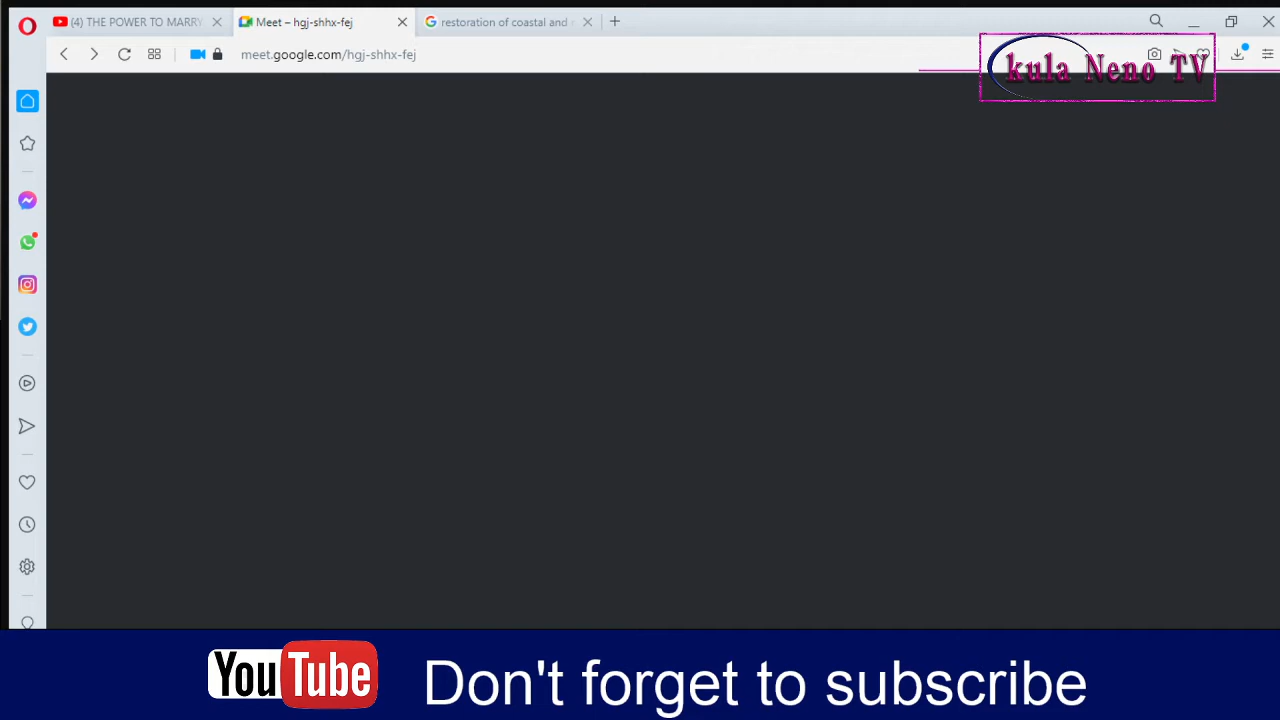 (4) THE POWER TO MARRY
Meet – hgj-shhx-fej
restoration of coastal and
meet.google.com/hgj-shhx-fej
kula Neno TV
YouTube
Don't forget to subscribe